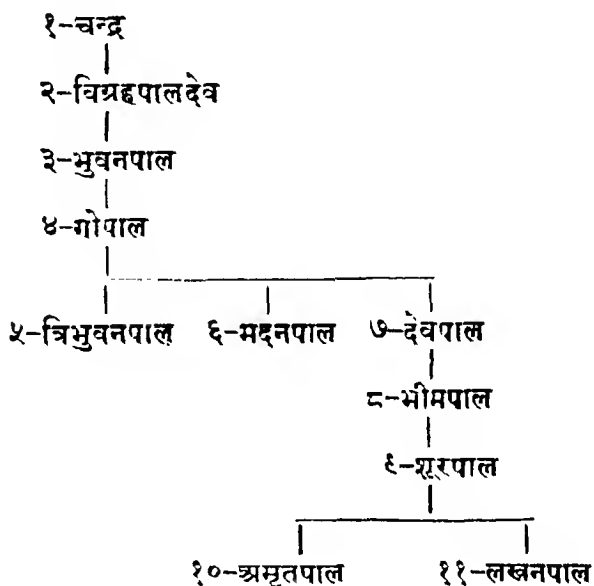 १-चन्द्र
२-विग्रहपालदेव
३-भुवनपाल
४-गोपाल
५-त्रिभुवनपाल ६-मदनपाल ७-देवपाल
८-भीमपाल
९-शूरपाल
१०-अमृतपाल ११-लखनपाल